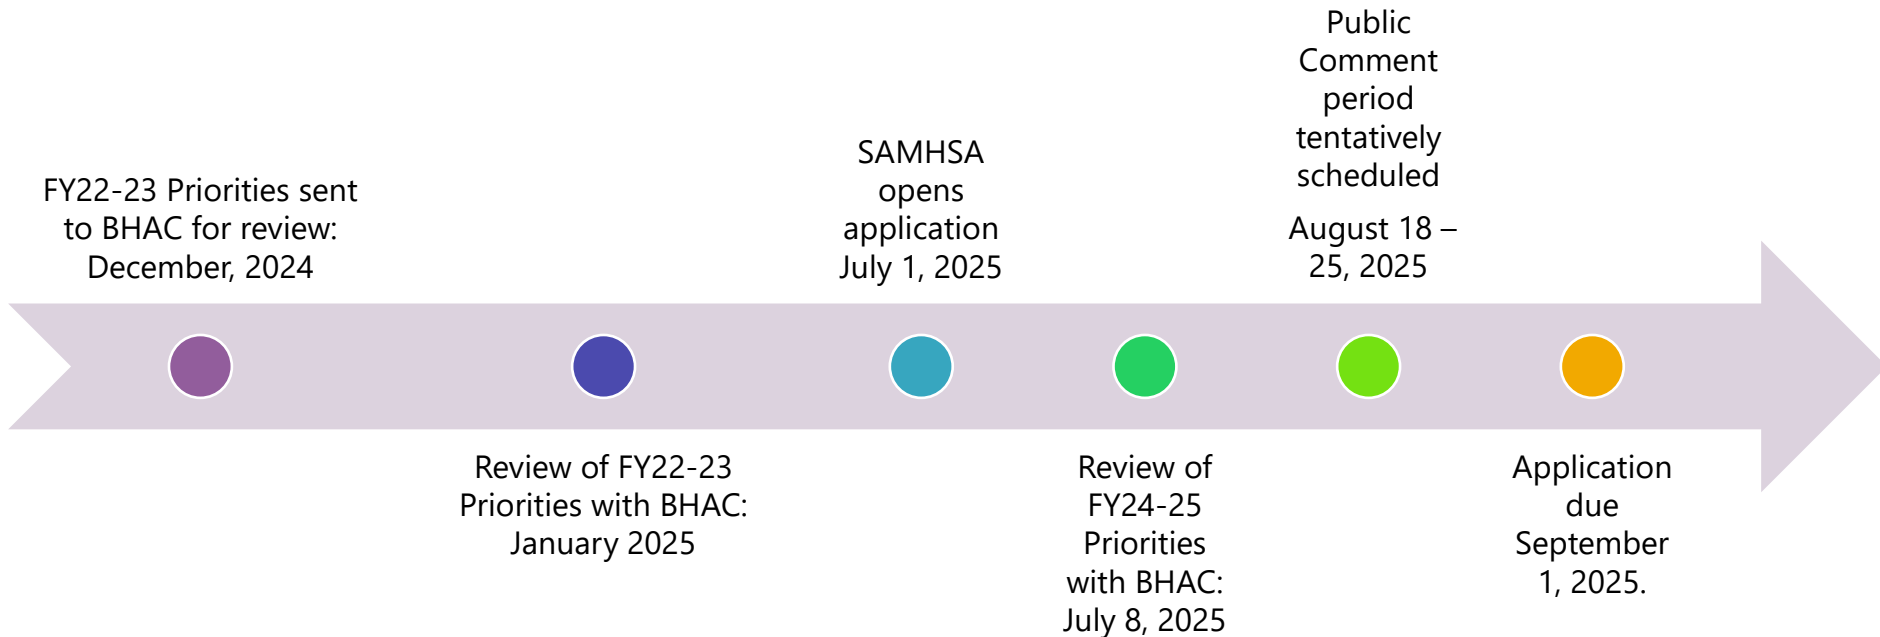 FY22-23 Priorities sent
to BHAC for review:
December, 2024
Review of FY22-23
Priorities with BHAC:
January 2025
SAMHSA
opens
application
July 1, 2025
Review of
FY24-25
Priorities
with BHAC:
July 8, 2025
Public
Comment
period
tentatively
scheduled
August 18 –
25, 2025
Application
due
September
1, 2025.